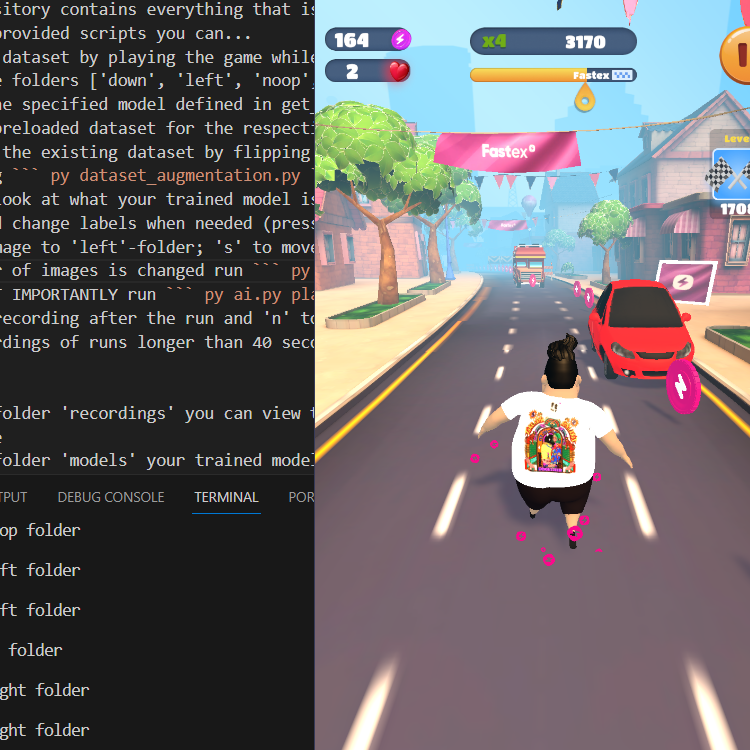 sitory contains everything that is
provided scripts you can...
dataset by playing the game while
e folders ['down', 'left', 'noop',
he specified model defined in get_
preloaded dataset for the respecti
the existing dataset by flipping
g ``` py dataset_augmentation.py `
look at what your trained model is
d change labels when needed (press
mage to 'left'-folder; 's' to move
r of images is changed run ``` py
T IMPORTANTLY run ``` py ai.py pla
recording after the run and 'n' to
rdings of runs longer than 40 seco
folder 'recordings' you can view t
e
folder 'models' your trained model
TPUT DEBUG CONSOLE TERMINAL POR
op folder
ft folder
ft folder
folder
ght folder
ght folder
164
2
x4 3170
Fastex
Fastex
Leve
1708